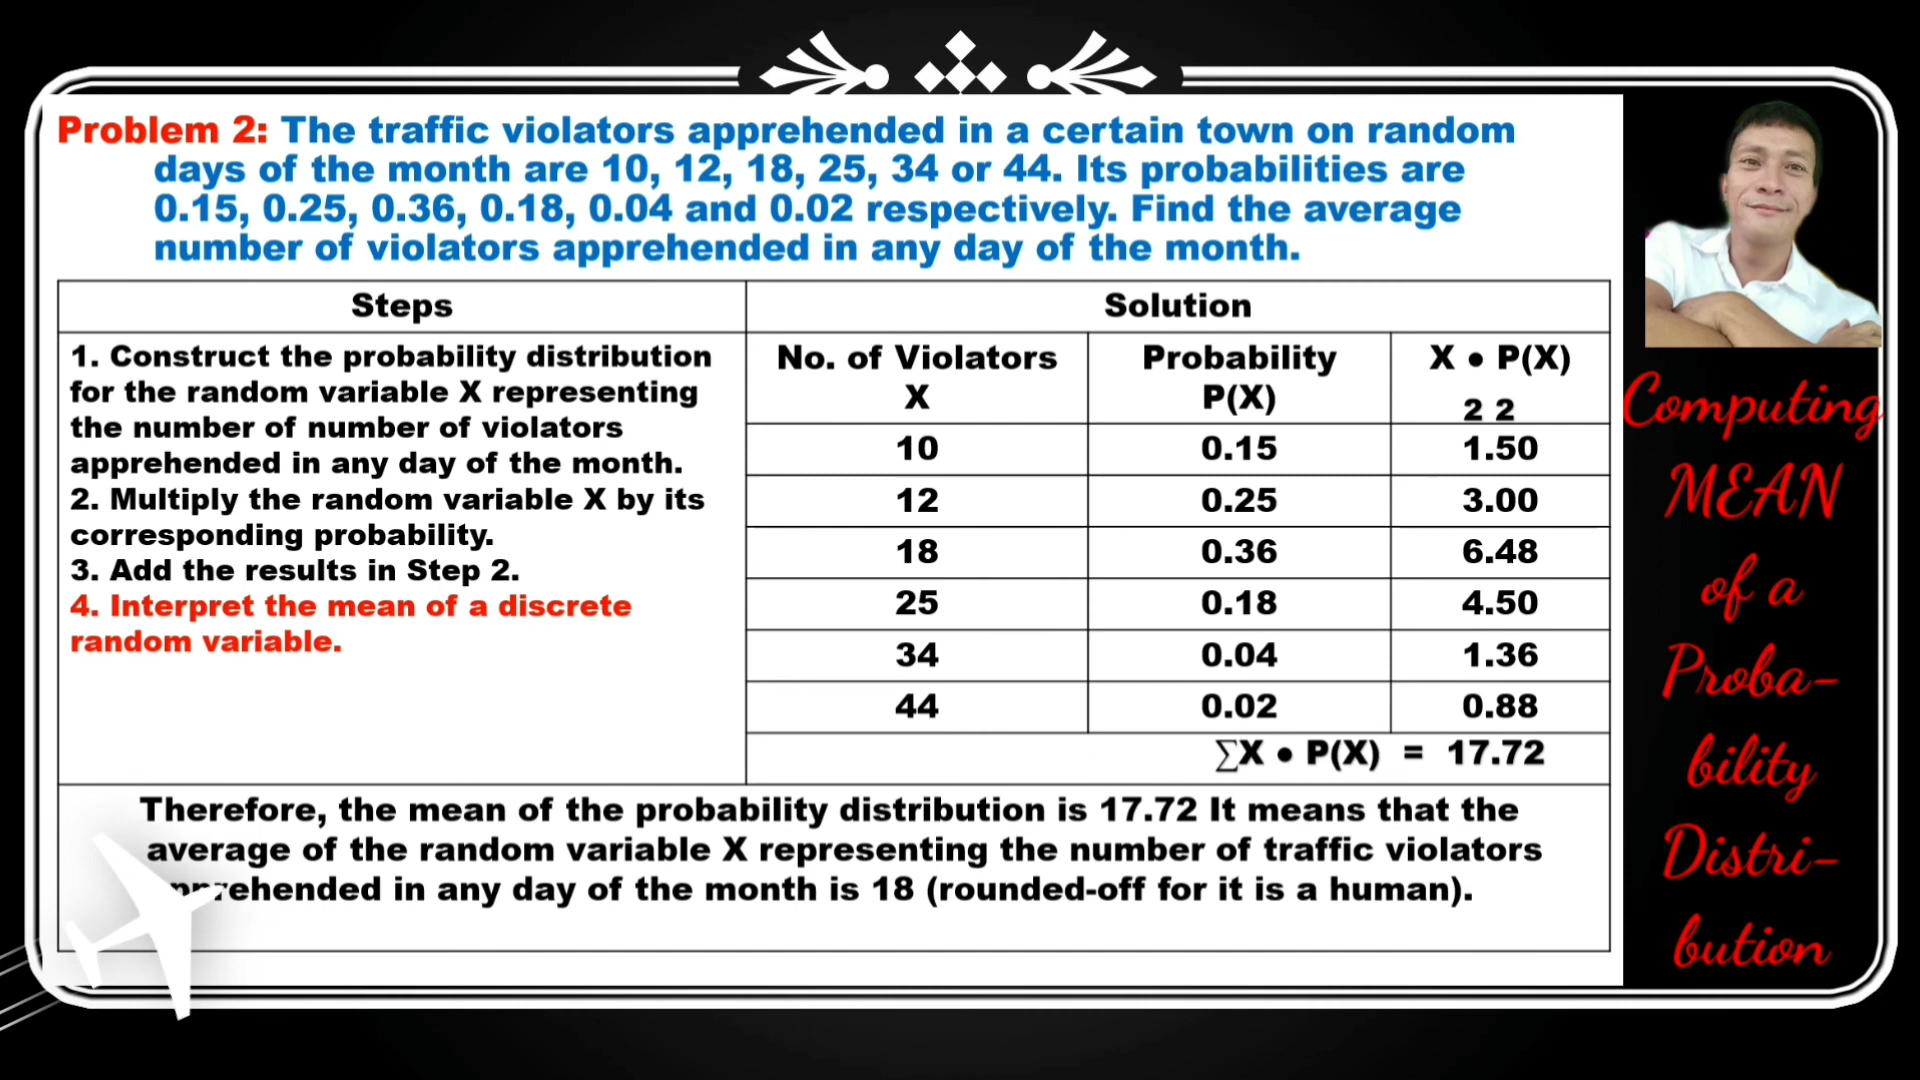 Problem 2: The traffic violators apprehended in a certain town on random
days of the month are 10, 12, 18, 25, 34 or 44. Its probabilities are
0.15, 0.25, 0.36, 0.18, 0.04 and 0.02 respectively. Find the average
number of violators apprehended in any day of the month.
Steps
1. Construct the probability distribution
for the random variable X representing
the number of number of violators
apprehended in any day of the month.
2. Multiply the random variable X by its
corresponding probability.
3. Add the results in Step 2.
4. Interpret the mean of a discrete
random variable.
Solution
No. of Violators Probability X • P(X)
X P(X) 2 2
10 0.15 1.50
12 0.25 3.00
18 0.36 6.48
25 0.18 4.50
34 0.04 1.36
44 0.02 0.88
∑X • P(X) = 17.72
Therefore, the mean of the probability distribution is 17.72 It means that the
average of the random variable X representing the number of traffic violators
in any day of the month is 18 (rounded-off for it is a human).
Computing
MEAN
of a
Proba-
bility
Distri-
bution